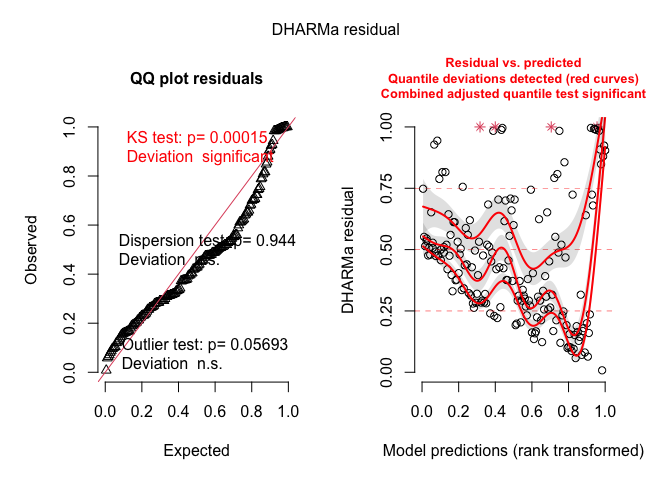 DHARMa residual
QQ plot residuals
KS test: p= 0.00015
Deviation significant
Dispersion test: p= 0.944
Deviation n.s.
Outlier test: p= 0.05693
Deviation n.s.
Observed
0.0 0.2 0.4 0.6 0.8 1.0
0.0 0.2 0.4 0.6 0.8 1.0
Expected
Residual vs. predicted
Quantile deviations detected (red curves)
Combined adjusted quantile test significant
DHARMa residual
0.00 0.25 0.50 0.75 1.00
0.0 0.2 0.4 0.6 0.8 1.0
Model predictions (rank transformed)